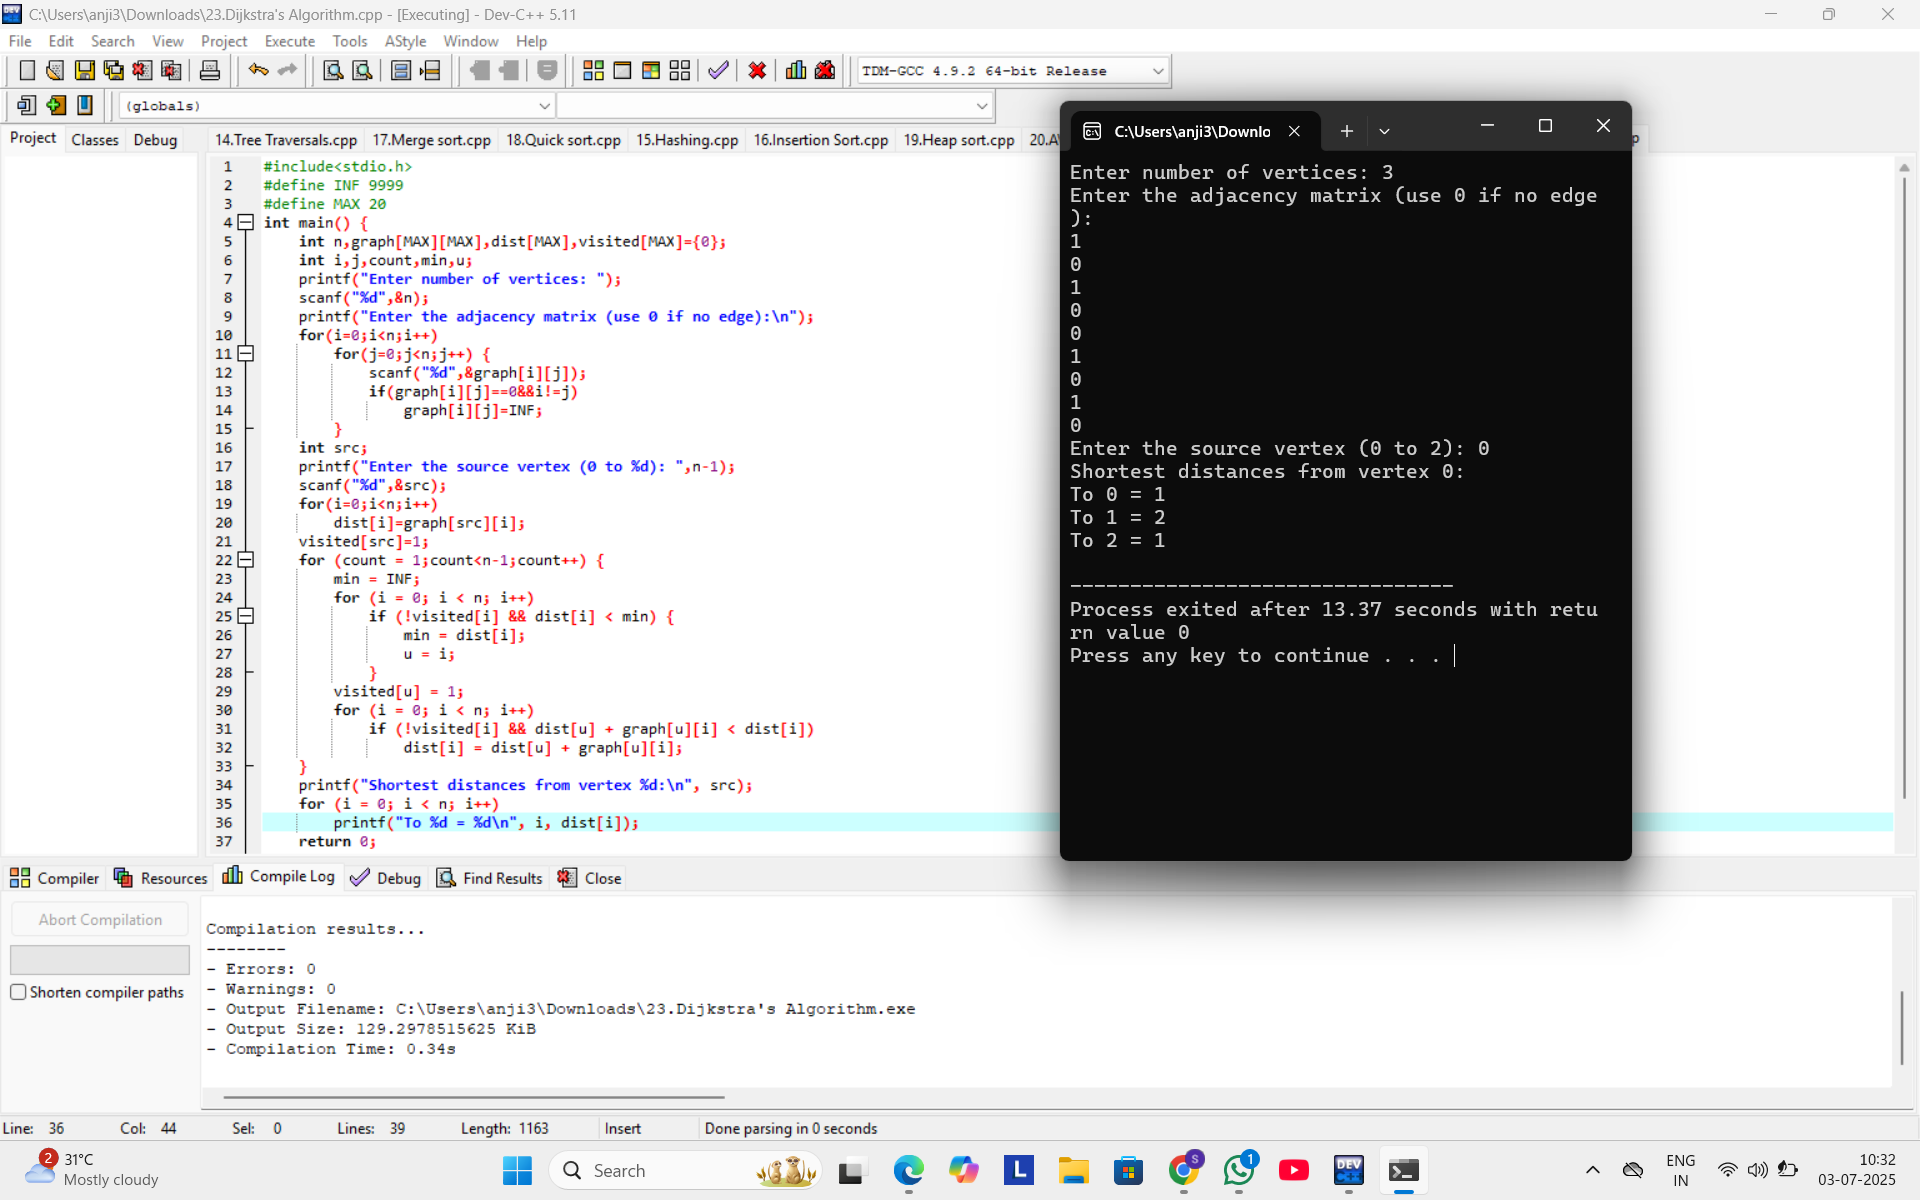 C:\Users\anji3\Downloads\23.Dijkstra's Algorithm.cpp - [Executing] - Dev-C++ 5.11
File Edit Search View Project Execute Tools AStyle Window Help
TDM-GCC 4.9.2 64-bit Release
(globals)
Project Classes Debug
14.Tree Traversals.cpp 17.Merge sort.cpp 18.Quick sort.cpp 15.Hashing.cpp 16.Insertion Sort.cpp 19.Heap sort.cpp
1 #include<stdio.h>
2 #define INF 9999
3 #define MAX 20
4 int main() {
5 int n,graph[MAX][MAX],dist[MAX],visited[MAX]={0};
6 int i,j,count,min,u;
7 printf("Enter number of vertices: ");
8 scanf("%d",&n);
9 printf("Enter the adjacency matrix (use 0 if no edge):\n");
10 for(i=0;i<n;i++)
11 for(j=0;j<n;j++) {
12 scanf("%d",&graph[i][j]);
13 if(graph[i][j]==0&&i!=j)
14 graph[i][j]=INF;
15 }
16 int src;
17 printf("Enter the source vertex (0 to %d): ",n-1);
18 scanf("%d",&src);
19 for(i=0;i<n;i++)
20 dist[i]=graph[src][i];
21 visited[src]=1;
22 for (count = 1;count<n-1;count++) {
23 min = INF;
24 for (i = 0; i < n; i++)
25 if (!visited[i] && dist[i] < min) {
26 min = dist[i];
27 u = i;
28 }
29 visited[u] = 1;
30 for (i = 0; i < n; i++)
31 if (!visited[i] && dist[u] + graph[u][i] < dist[i])
32 dist[i] = dist[u] + graph[u][i];
33 }
34 printf("Shortest distances from vertex %d:\n", src);
35 for (i = 0; i < n; i++)
36 printf("To %d = %d\n", i, dist[i]);
37 return 0;
C:\Users\anji3\Downlo
Enter number of vertices: 3
Enter the adjacency matrix (use 0 if no edge
):
1
0
1
0
0
1
0
1
0
Enter the source vertex (0 to 2): 0
Shortest distances from vertex 0:
To 0 = 1
To 1 = 2
To 2 = 1
--------------------------------
Process exited after 13.37 seconds with retu
rn value 0
Press any key to continue . . .
Compiler Resources Compile Log Debug Find Results Close
Abort Compilation
Shorten compiler paths
Compilation results...
--------
- Errors: 0
- Warnings: 0
- Output Filename: C:\Users\anji3\Downloads\23.Dijkstra's Algorithm.exe
- Output Size: 129.2978515625 KiB
- Compilation Time: 0.34s
Line: 36 Col: 44 Sel: 0 Lines: 39 Length: 1163 Insert Done parsing in 0 seconds
2
31°C
Mostly cloudy
Search
L
S
1
DEV
ENG
IN
10:32
03-07-2025